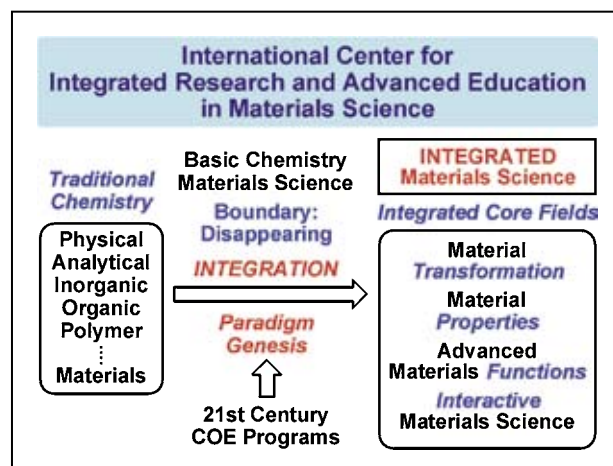 International Center for
Integrated Research and Advanced Education
in Materials Science
Traditional
Chemistry
Physical
Analytical
Inorganic
Organic
Polymer
Materials
Basic Chemistry
Materials Science
Boundary:
Disappearing
INTEGRATION
Paradigm
Genesis
21st Century
COE Programs
INTEGRATED
Materials Science
Integrated Core Fields
Material
Transformation
Material
Properties
Advanced
Materials Functions
Interactive
Materials Science